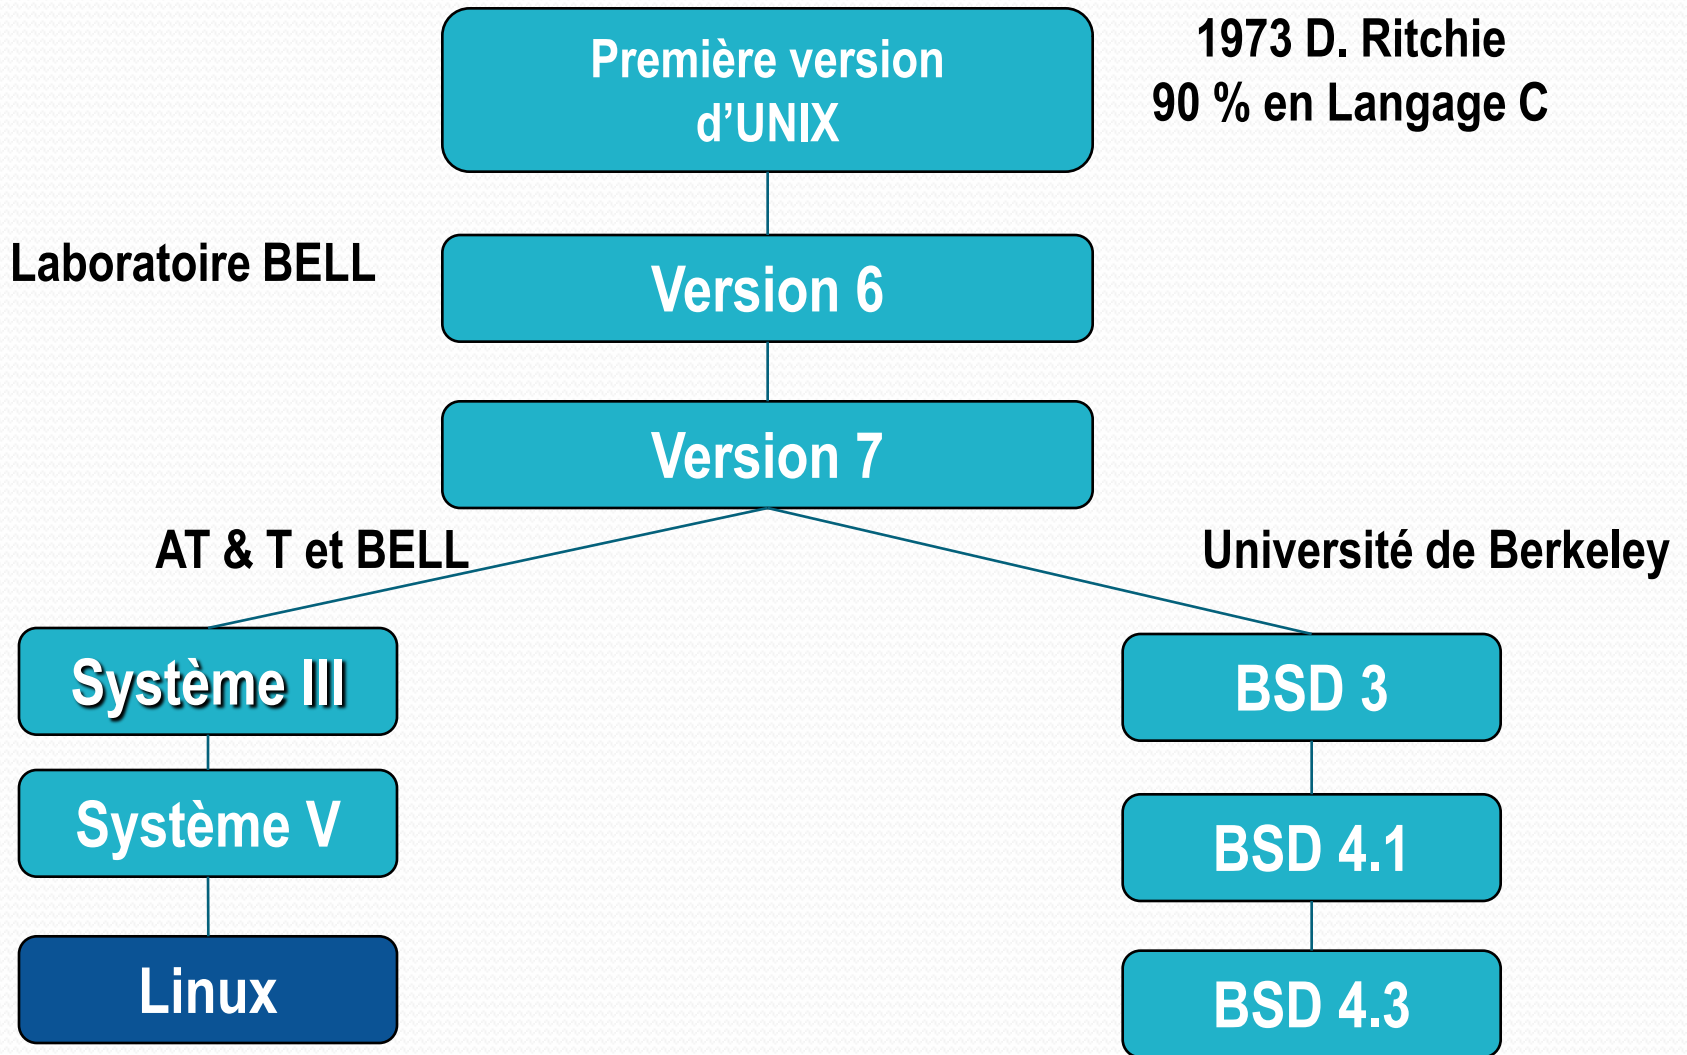 Première version
d’UNIX
1973 D. Ritchie
90 % en Langage C
Laboratoire BELL
Version 6
Version 7
AT & T et BELL
Université de Berkeley
Système III
BSD 3
Système V
BSD 4.1
Linux
BSD 4.3